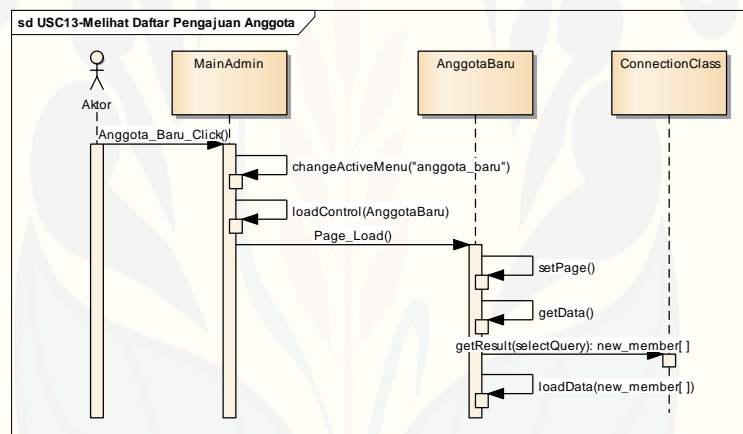 sd USC13-Melihat Daftar Pengajuan Anggota
MainAdmin
AnggotaBaru
ConnectionClass
Aktor
Anggota_Baru_Click()
changeActiveMenu("anggota_baru")
loadControl(AnggotaBaru)
Page_Load()
setPage()
getData()
getResult(selectQuery): new_member[ ]
loadData(new_member[ ])